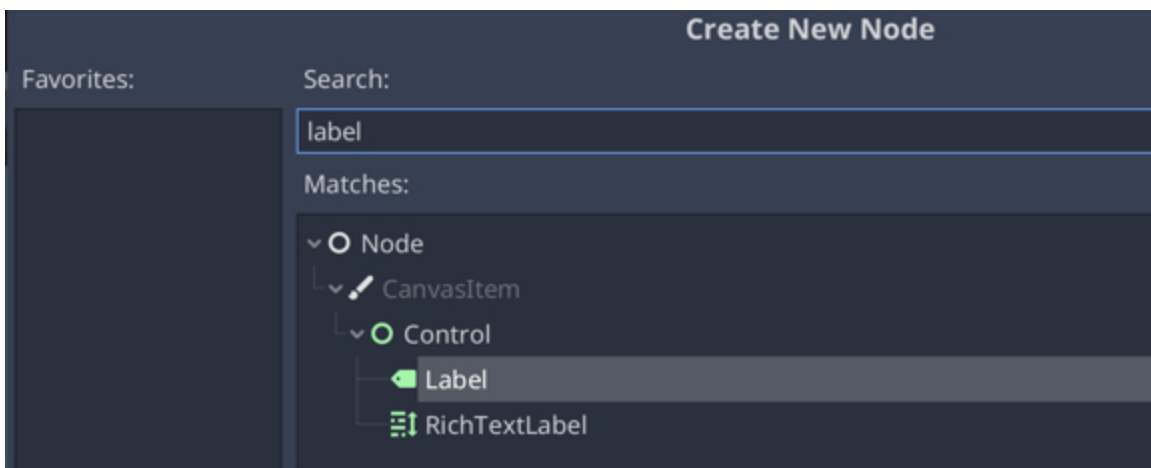 Create New Node
Favorites:
Search:
label
Matches:
Node
CanvasItem
Control
Label
RichTextLabel